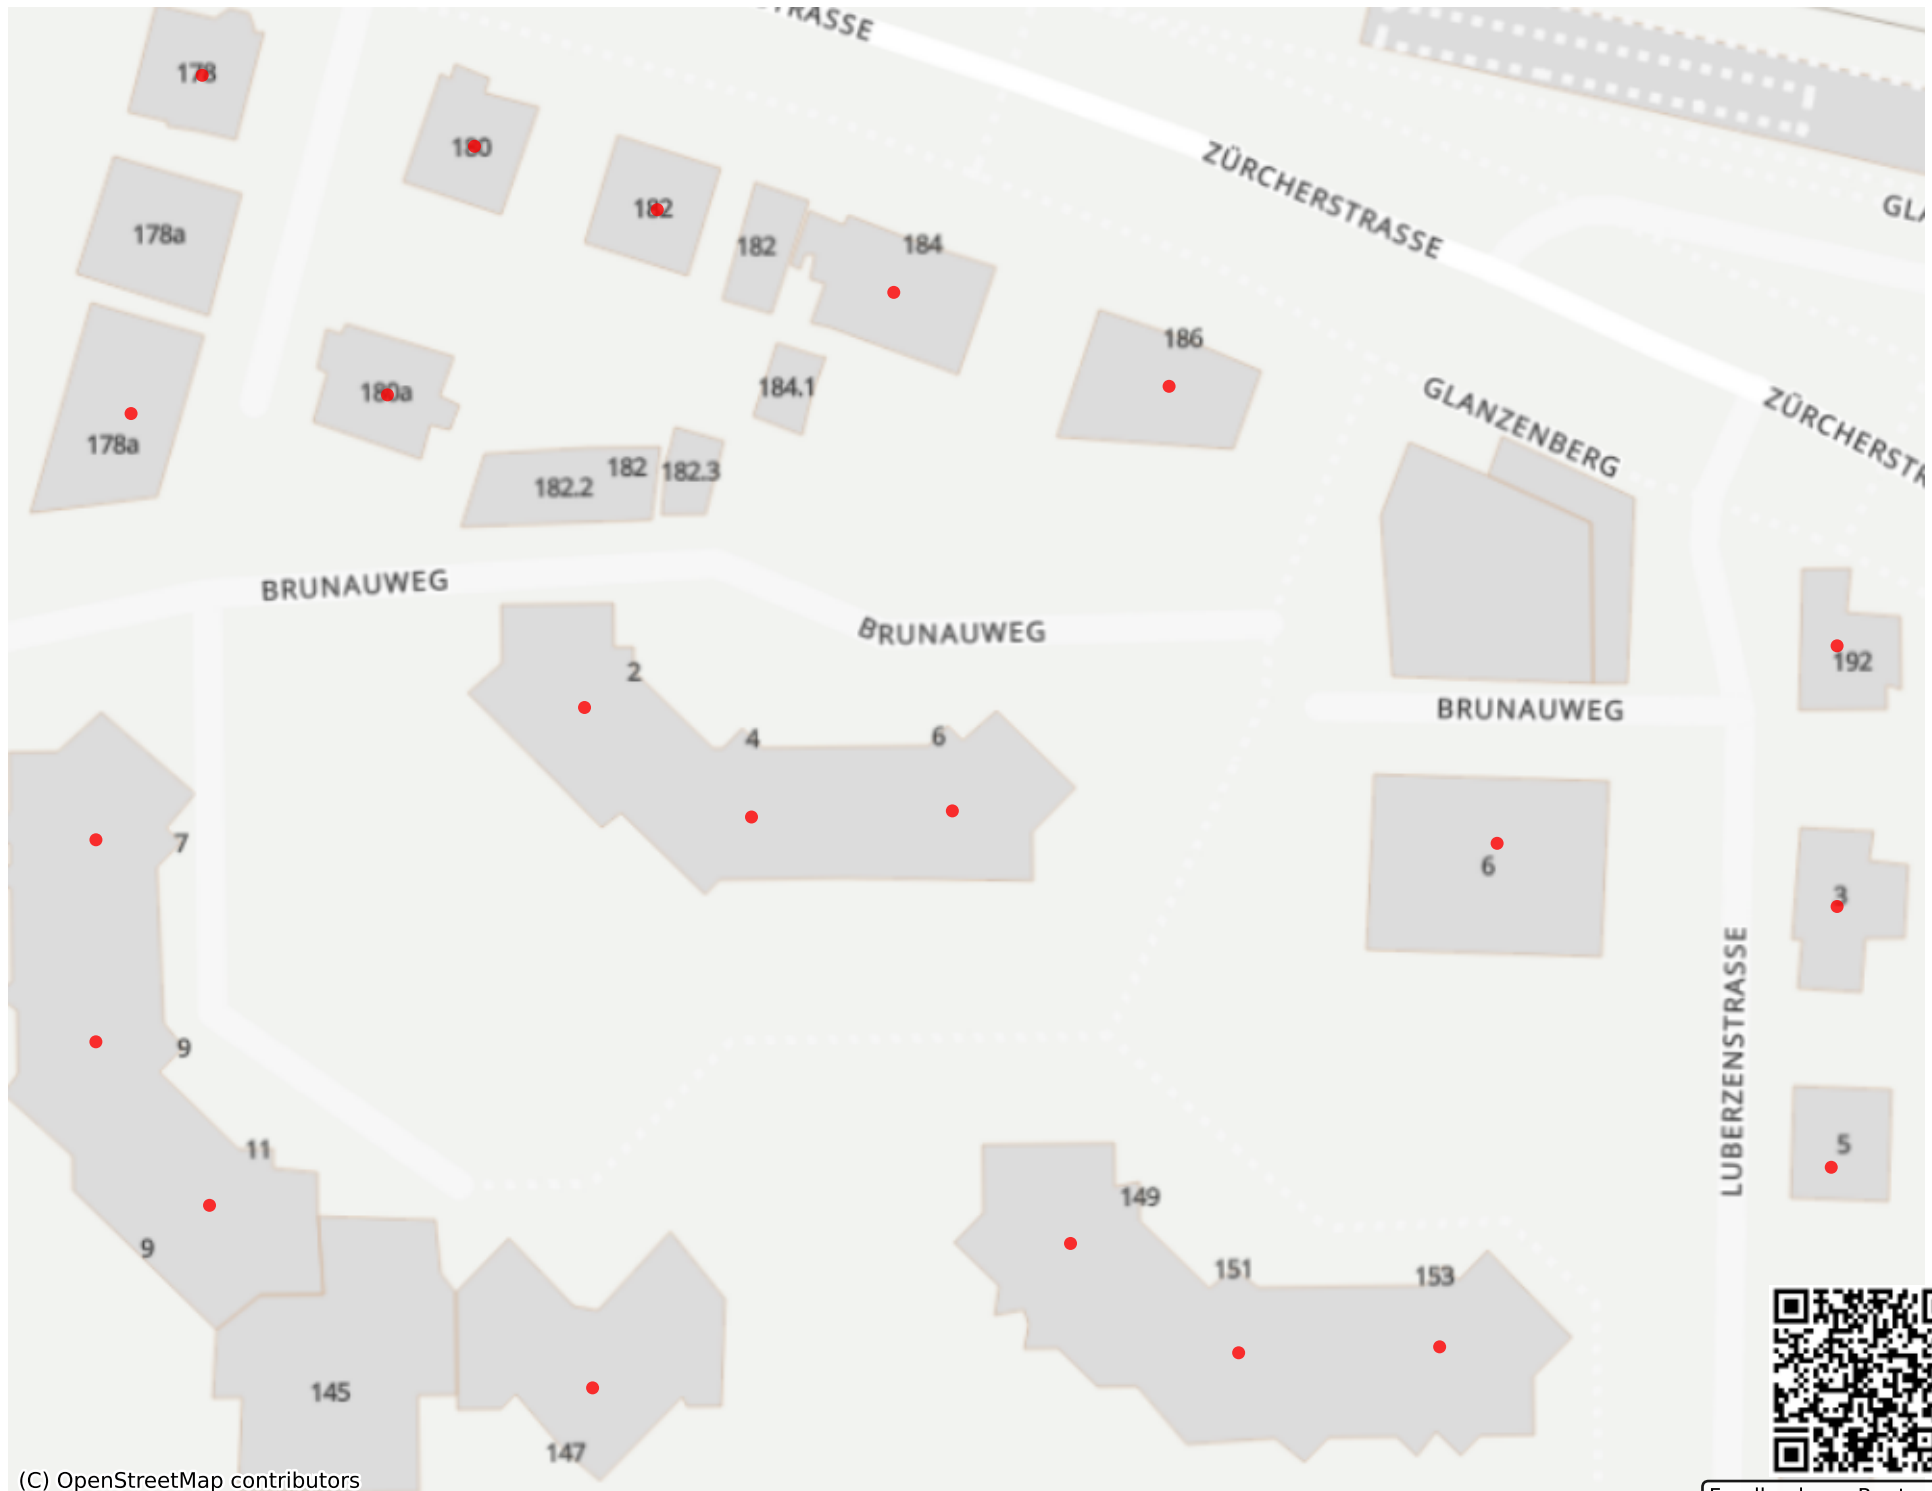 ZÜRCHERSTRASSE
GLANZENBERG
ZÜRCHERSTR
178
180
182
178a
182
184
186
180a
184.1
178a
182
182.2
182.3
BRUNAUWEG
BRUNAUWEG
2
192
BRUNAUWEG
4
6
7
6
3
LUBERZENSTRASSE
9
11
5
149
9
151
153
145
147
(C) OpenStreetMap contributors